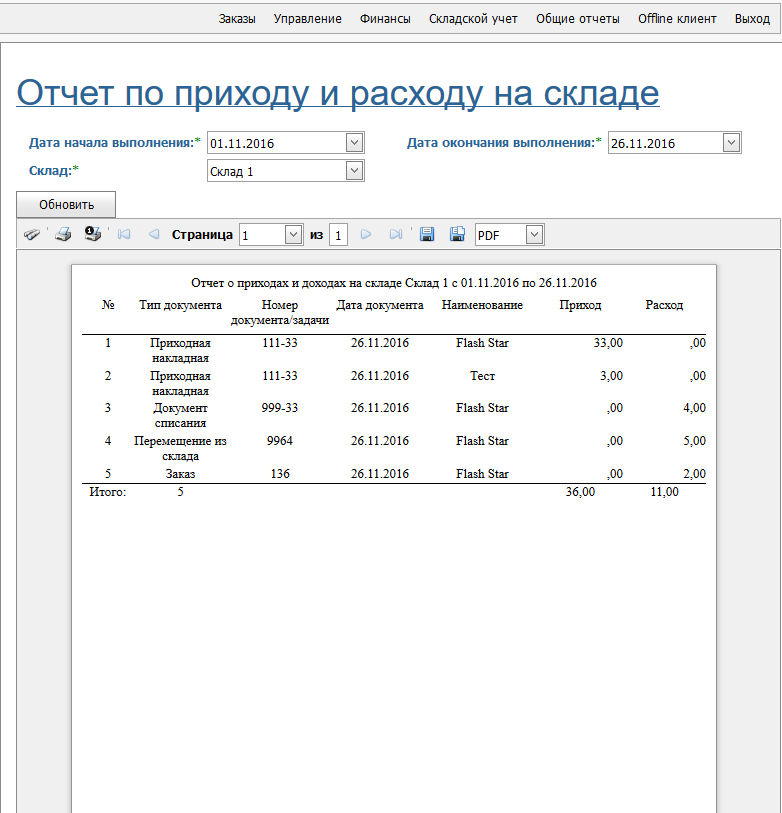 Заказы Управление Финансы Складской учет Общие отчеты Offline клиент Выход
Отчет по приходу и расходу на складе
Дата начала выполнения:* 01.11.2016 Дата окончания выполнения:* 26.11.2016
Склад:* Склад 1
Обновить
Страница 1 из 1 PDF
Отчет о приходах и доходах на складе Склад 1 с 01.11.2016 по 26.11.2016
№ Тип документа Номер Дата документа Наименование Приход Расход
документа/задачи
1 Приходная 111-33 26.11.2016 Flash Star 33,00 ,00
накладная
2 Приходная 111-33 26.11.2016 Тест 3,00 ,00
накладная
3 Документ 999-33 26.11.2016 Flash Star ,00 4,00
списания
4 Перемещение из 9964 26.11.2016 Flash Star ,00 5,00
склада
5 Заказ 136 26.11.2016 Flash Star ,00 2,00
Итого: 5 36,00 11,00